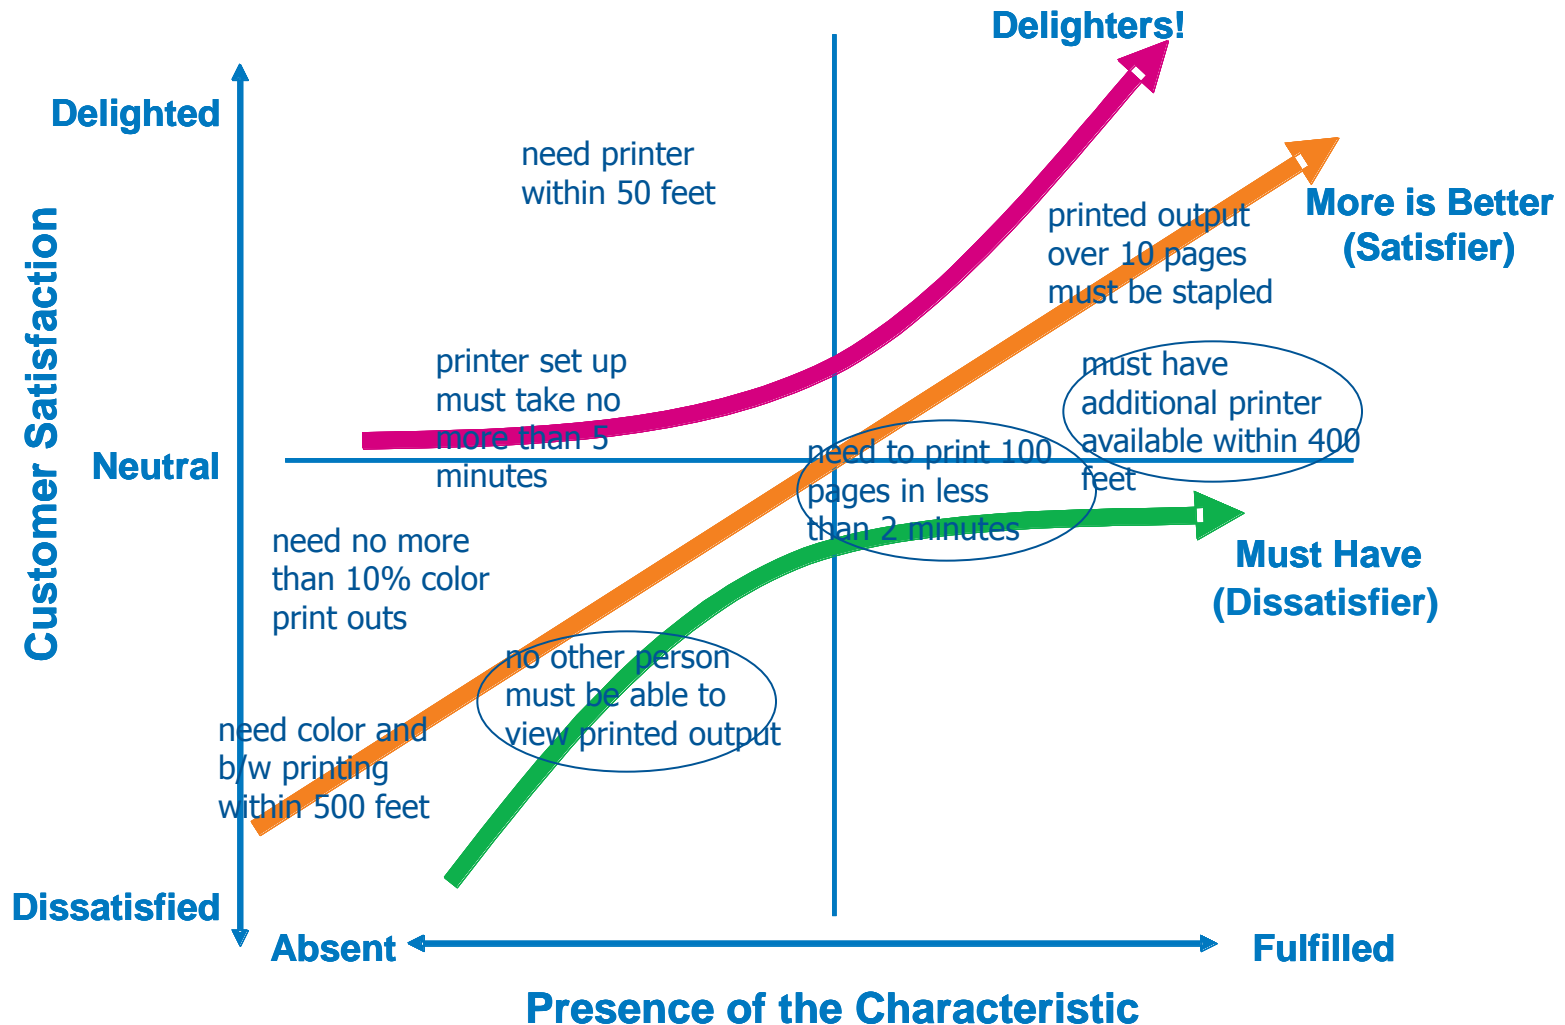 Delighters!
Delighted
need printer
within 50 feet
More is Better
(Satisfier)
printed output
over 10 pages
must be stapled
Customer Satisfaction
printer set up
must take no
more than 5
minutes
must have
additional printer
available within 400
feet
Neutral
need to print 100
pages in less
than 2 minutes
need no more
than 10% color
print outs
Must Have
(Dissatisfier)
no other person
must be able to
view printed output
need color and
b/w printing
within 500 feet
Dissatisfied
Absent
Fulfilled
Presence of the Characteristic